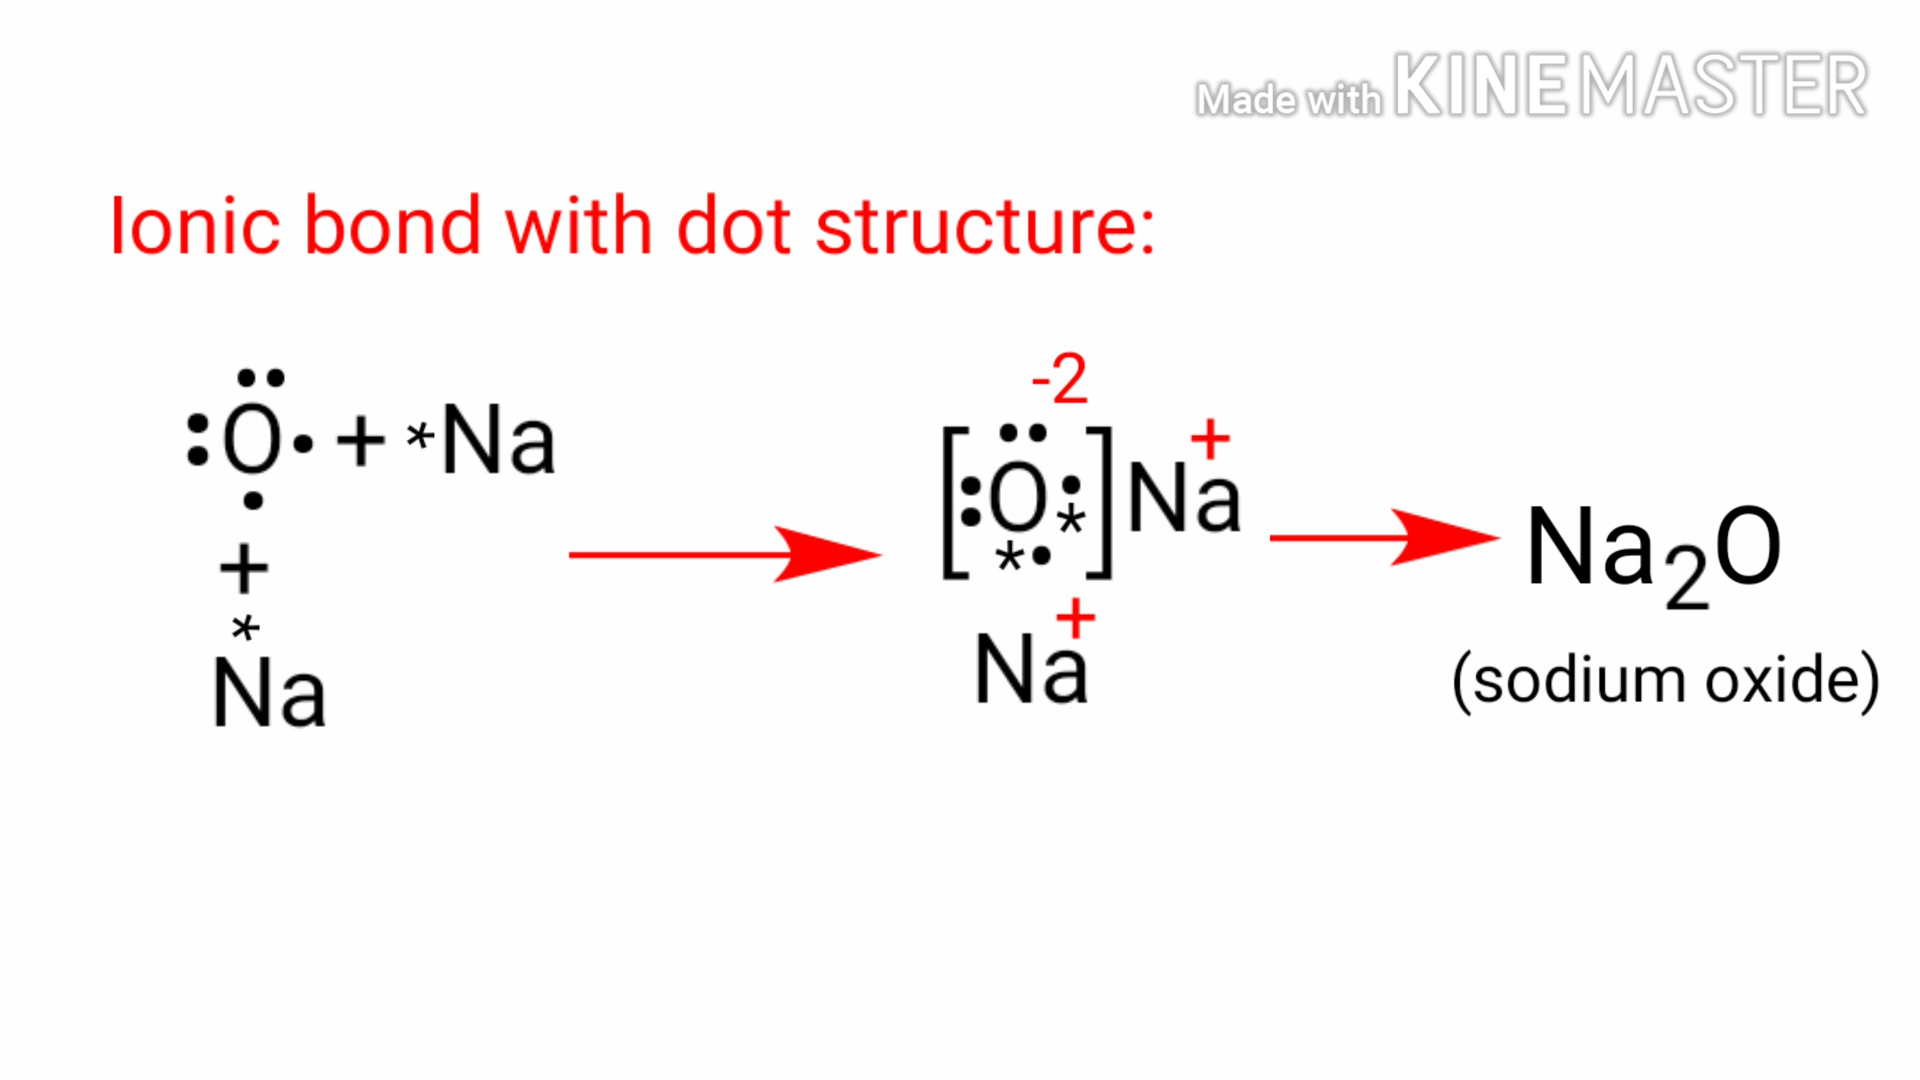 Made with KINEMASTER
Ionic bond with dot structure:
:Ö· + *Na
+
*
Na
-2
[:O:*]Na+
*·
Na+
Na₂O
(sodium oxide)